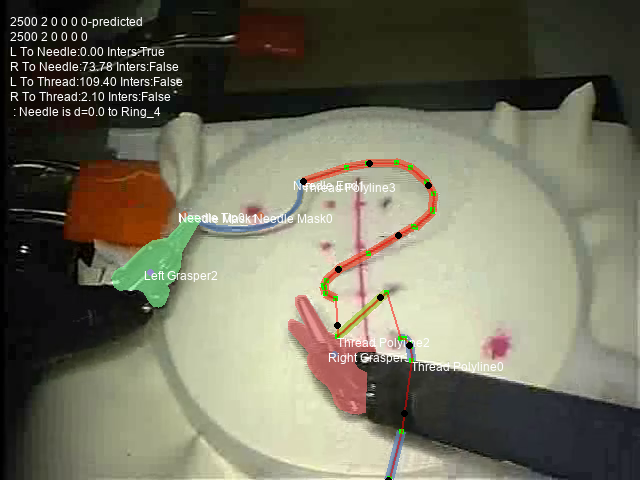 2500 2 0 0 0 0-predicted
2500 2 0 0 0 0
L To Needle:0.00 Inters:True
R To Needle:73.78 Inters:False
L To Thread:109.40 Inters:False
R To Thread:2.10 Inters:False
: Needle is d=0.0 to Ring_4
Thread Polyline3
Needle Mask0
Left Grasper2
Thread Polyline2
Right Grasper
Thread Polyline0